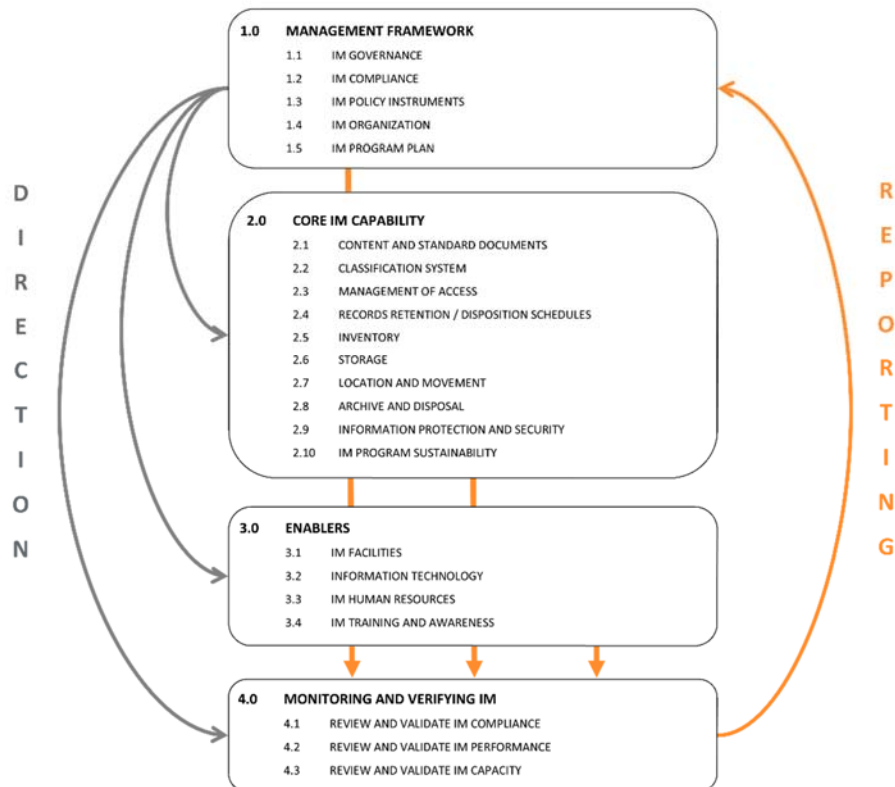 1.0 MANAGEMENT FRAMEWORK
1.1 IM GOVERNANCE
1.2 IM COMPLIANCE
1.3 IM POLICY INSTRUMENTS
1.4 IM ORGANIZATION
1.5 IM PROGRAM PLAN
DIRECTION
2.0 CORE IM CAPABILITY
2.1 CONTENT AND STANDARD DOCUMENTS
2.2 CLASSIFICATION SYSTEM
2.3 MANAGEMENT OF ACCESS
2.4 RECORDS RETENTION / DISPOSITION SCHEDULES
2.5 INVENTORY
2.6 STORAGE
2.7 LOCATION AND MOVEMENT
2.8 ARCHIVE AND DISPOSAL
2.9 INFORMATION PROTECTION AND SECURITY
2.10 IM PROGRAM SUSTAINABILITY
REPORTING
3.0 ENABLERS
3.1 IM FACILITIES
3.2 INFORMATION TECHNOLOGY
3.3 IM HUMAN RESOURCES
3.4 IM TRAINING AND AWARENESS
4.0 MONITORING AND VERIFYING IM
4.1 REVIEW AND VALIDATE IM COMPLIANCE
4.2 REVIEW AND VALIDATE IM PERFORMANCE
4.3 REVIEW AND VALIDATE IM CAPACITY